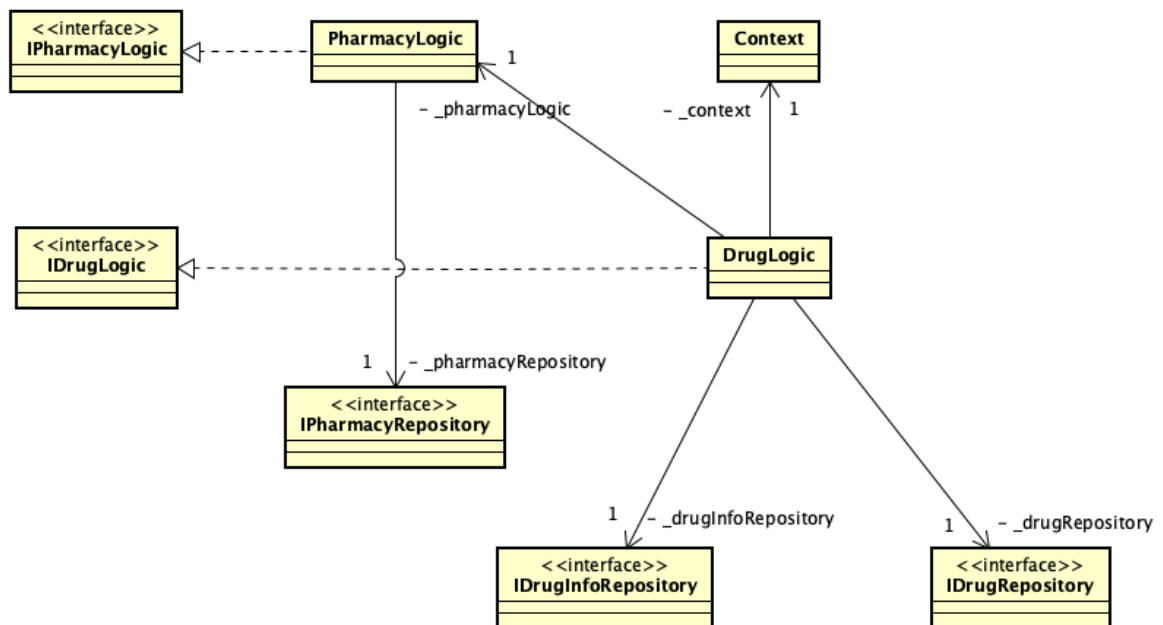 <<interface>>
IPharmacyLogic
PharmacyLogic
Context
1
- _pharmacyLogic
- _context
1
<<interface>>
IDrugLogic
DrugLogic
1
- _pharmacyRepository
<<interface>>
IPharmacyRepository
1
- _drugInfoRepository
1
- _drugRepository
<<interface>>
IDrugInfoRepository
<<interface>>
IDrugRepository